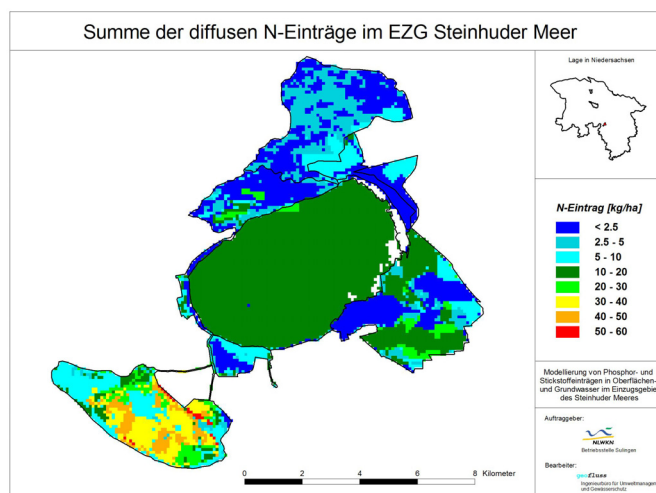 Summe der diffusen N-Einträge im EZG Steinhuder Meer
Lage in Niedersachsen
N-Eintrag [kg/ha]
< 2.5
2.5 - 5
5 - 10
10 - 20
20 - 30
30 - 40
40 - 50
50 - 60
Modellierung von Phosphor- und
Stickstoffeinträgen in Oberflächen-
und Grundwasser im Einzugsgebie
des Steinhuder Meeres
Auftraggeber:
NLWKN
Betriebsstelle Sulingen
Bearbeiter:
geofluss
Ingenieurbüro für Umweltmanagem
und Gewässerschutz
0 2 4 6 8 Kilometer